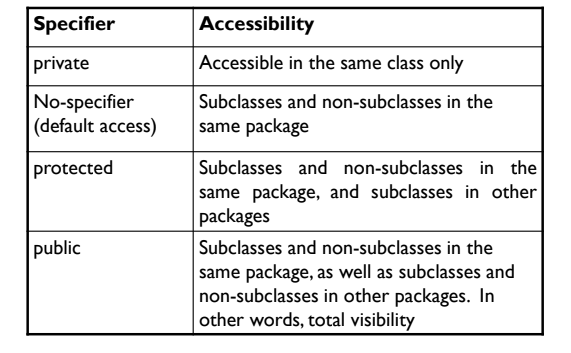 Specifier Accessibility
private Accessible in the same class only
No-specifier Subclasses and non-subclasses in the
(default access) same package
protected Subclasses and non-subclasses in the
same package, and subclasses in other
packages
public Subclasses and non-subclasses in the
same package, as well as subclasses and
non-subclasses in other packages. In
other words, total visibility